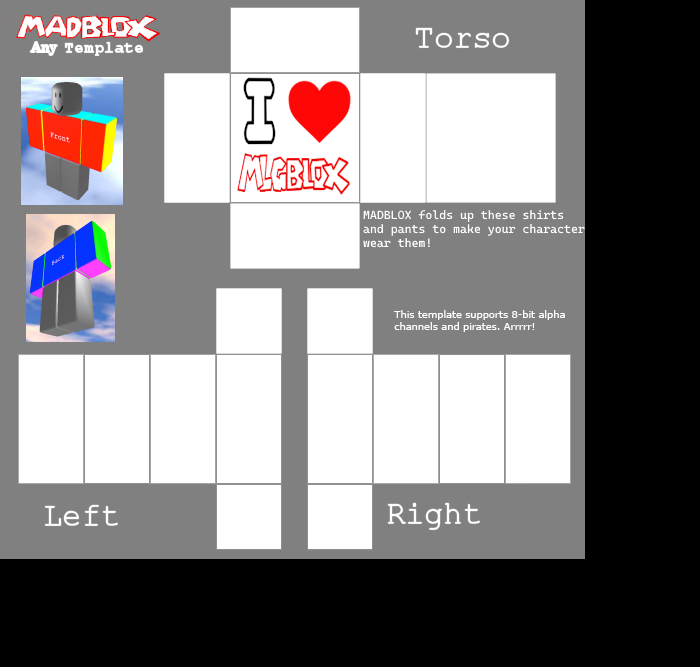 MADBLOX
Any Template
Torso
Front
I
MLGBLOX
MADBLOX folds up these shirts
and pants to make your character
wear them!
Back
This template supports 8-bit alpha
channels and pirates. Arrrrr!
Left
Right